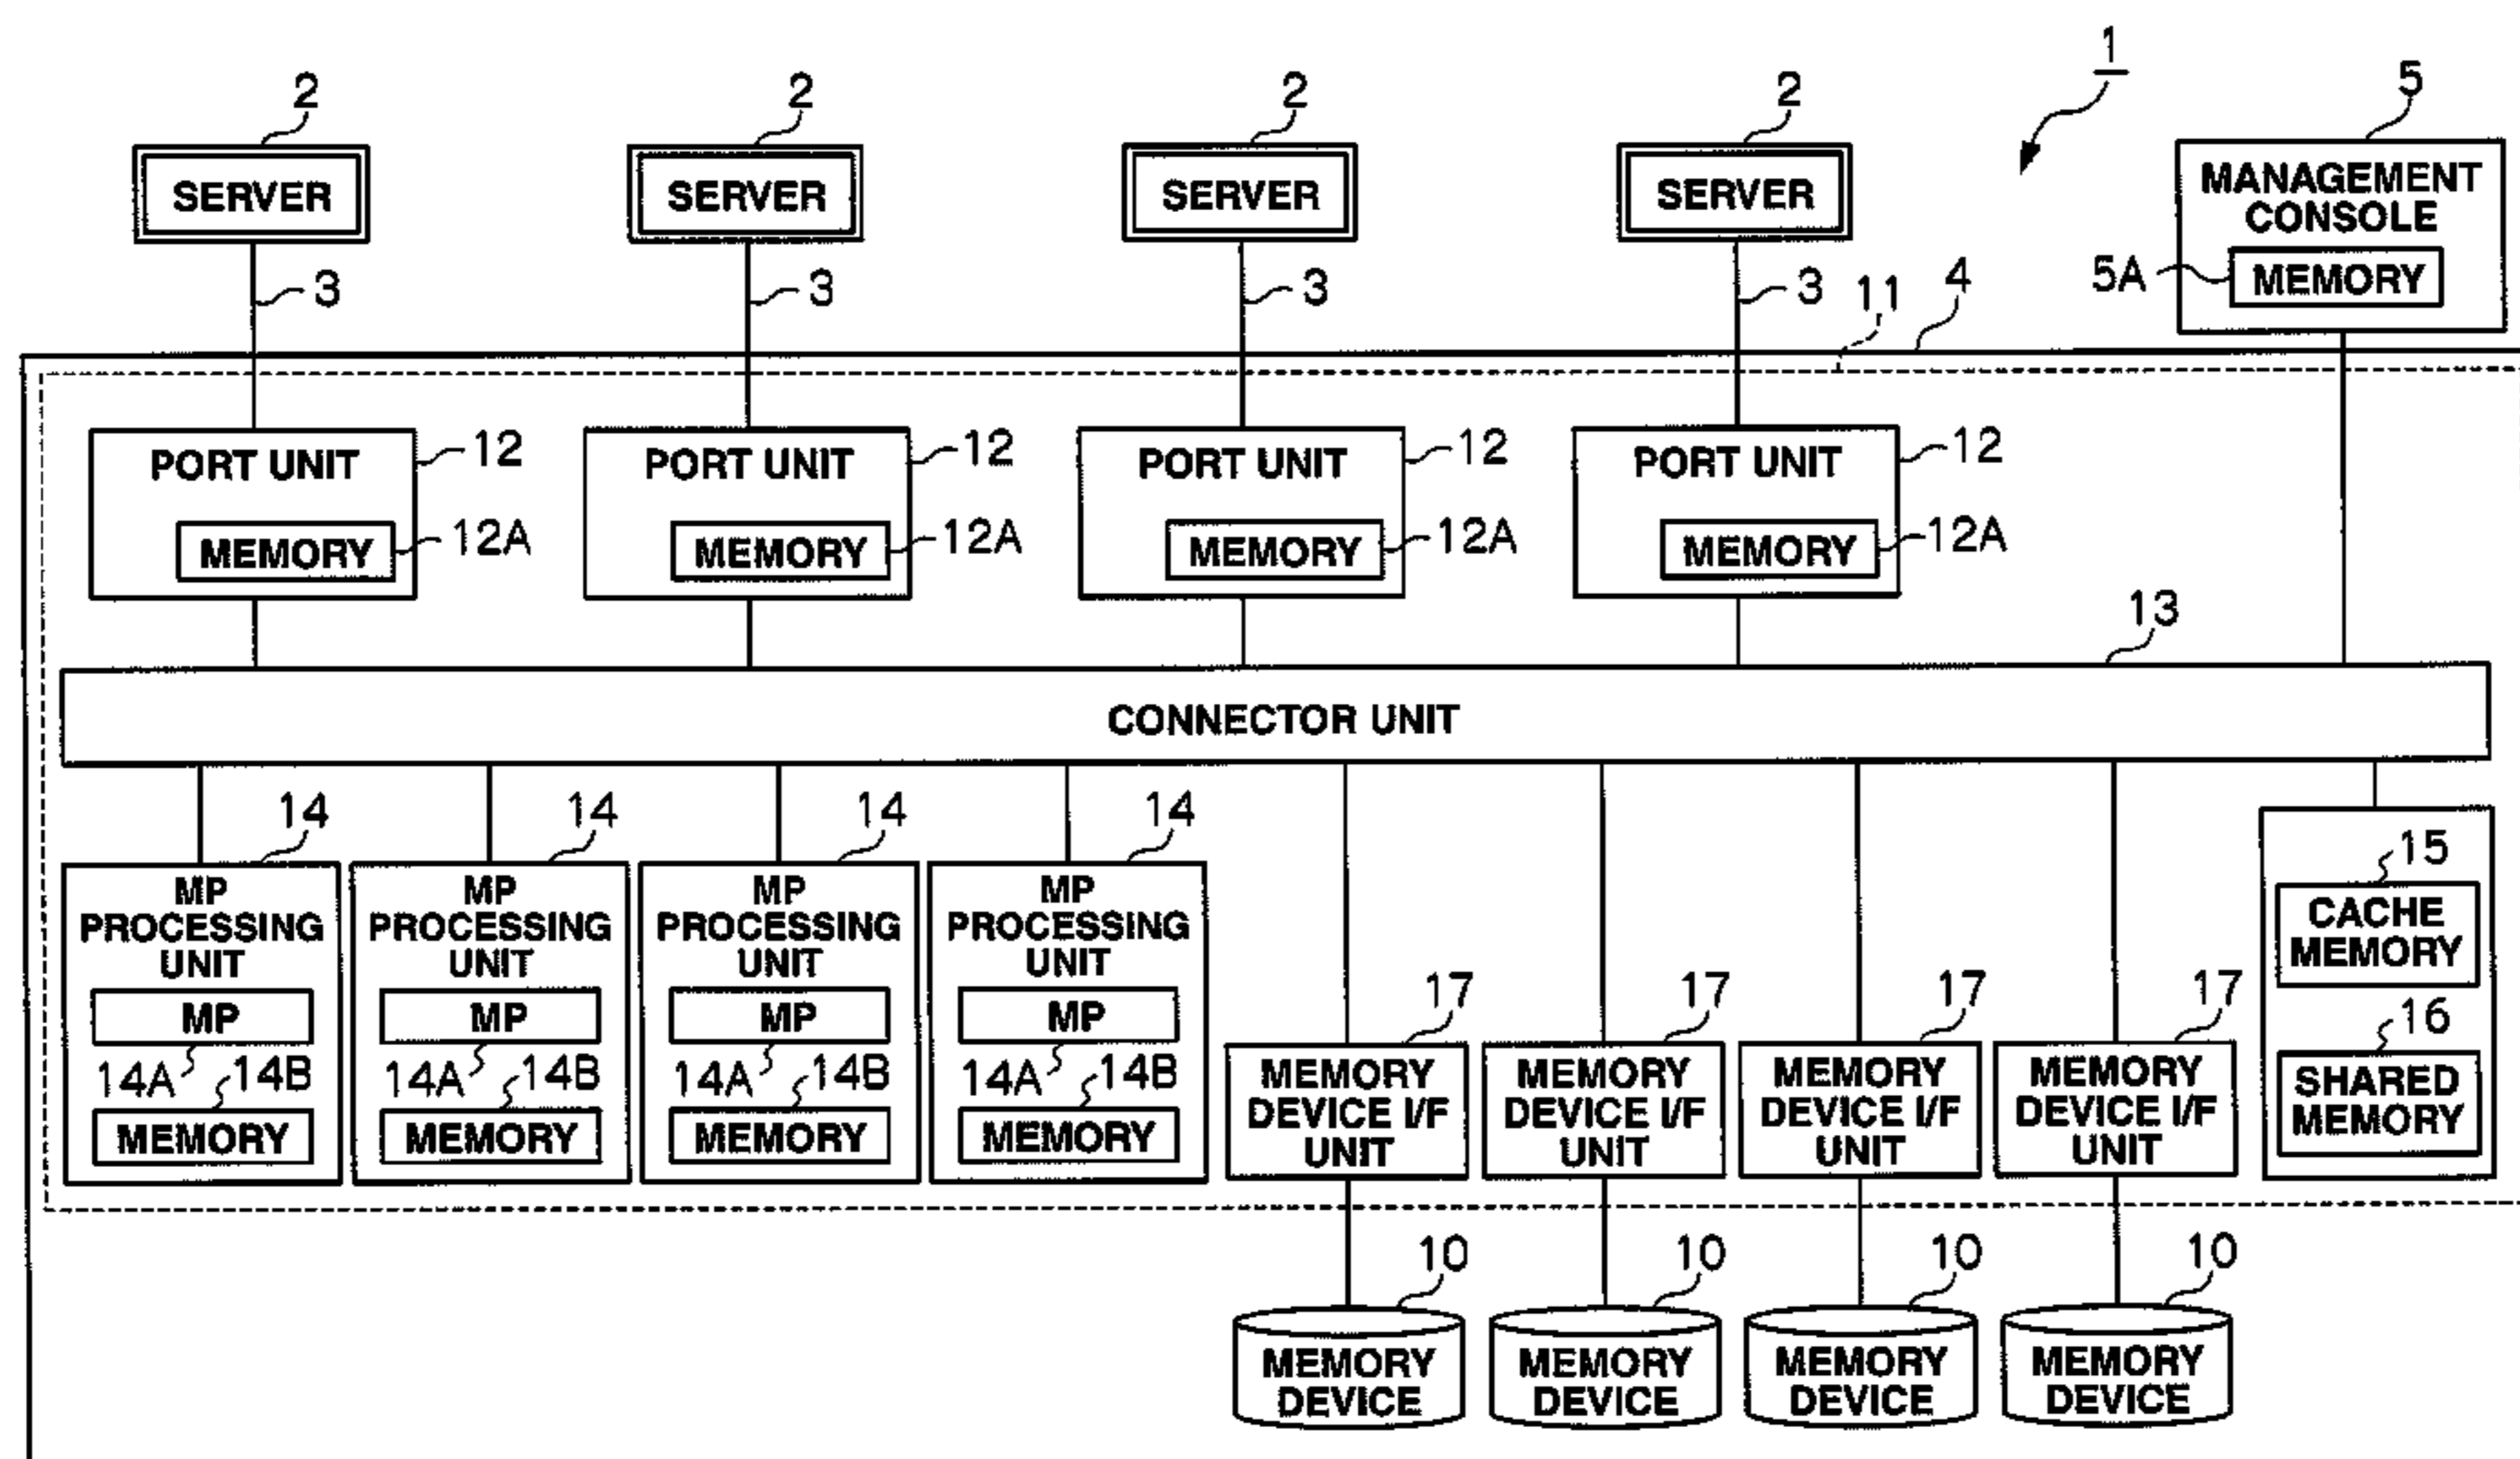 1
2 2 2 2 5
SERVER SERVER SERVER SERVER
MANAGEMENT
CONSOLE
5A MEMORY
3 3 3 3 11 4
PORT UNIT 12 PORT UNIT 12 PORT UNIT 12 PORT UNIT 12
MEMORY 12A MEMORY 12A MEMORY 12A MEMORY 12A
13
CONNECTOR UNIT
14 14 14 14
MP MP MP MP
PROCESSING PROCESSING PROCESSING PROCESSING
UNIT UNIT UNIT UNIT
MP MP MP MP
14A 14B 14A 14B 14A 14B 14A 14B
MEMORY MEMORY MEMORY MEMORY
17 17 17 17
MEMORY MEMORY MEMORY MEMORY
DEVICE I/F DEVICE I/F DEVICE I/F DEVICE I/F
UNIT UNIT UNIT UNIT
15
CACHE
MEMORY
16
SHARED
MEMORY
10 10 10 10
MEMORY MEMORY MEMORY MEMORY
DEVICE DEVICE DEVICE DEVICE